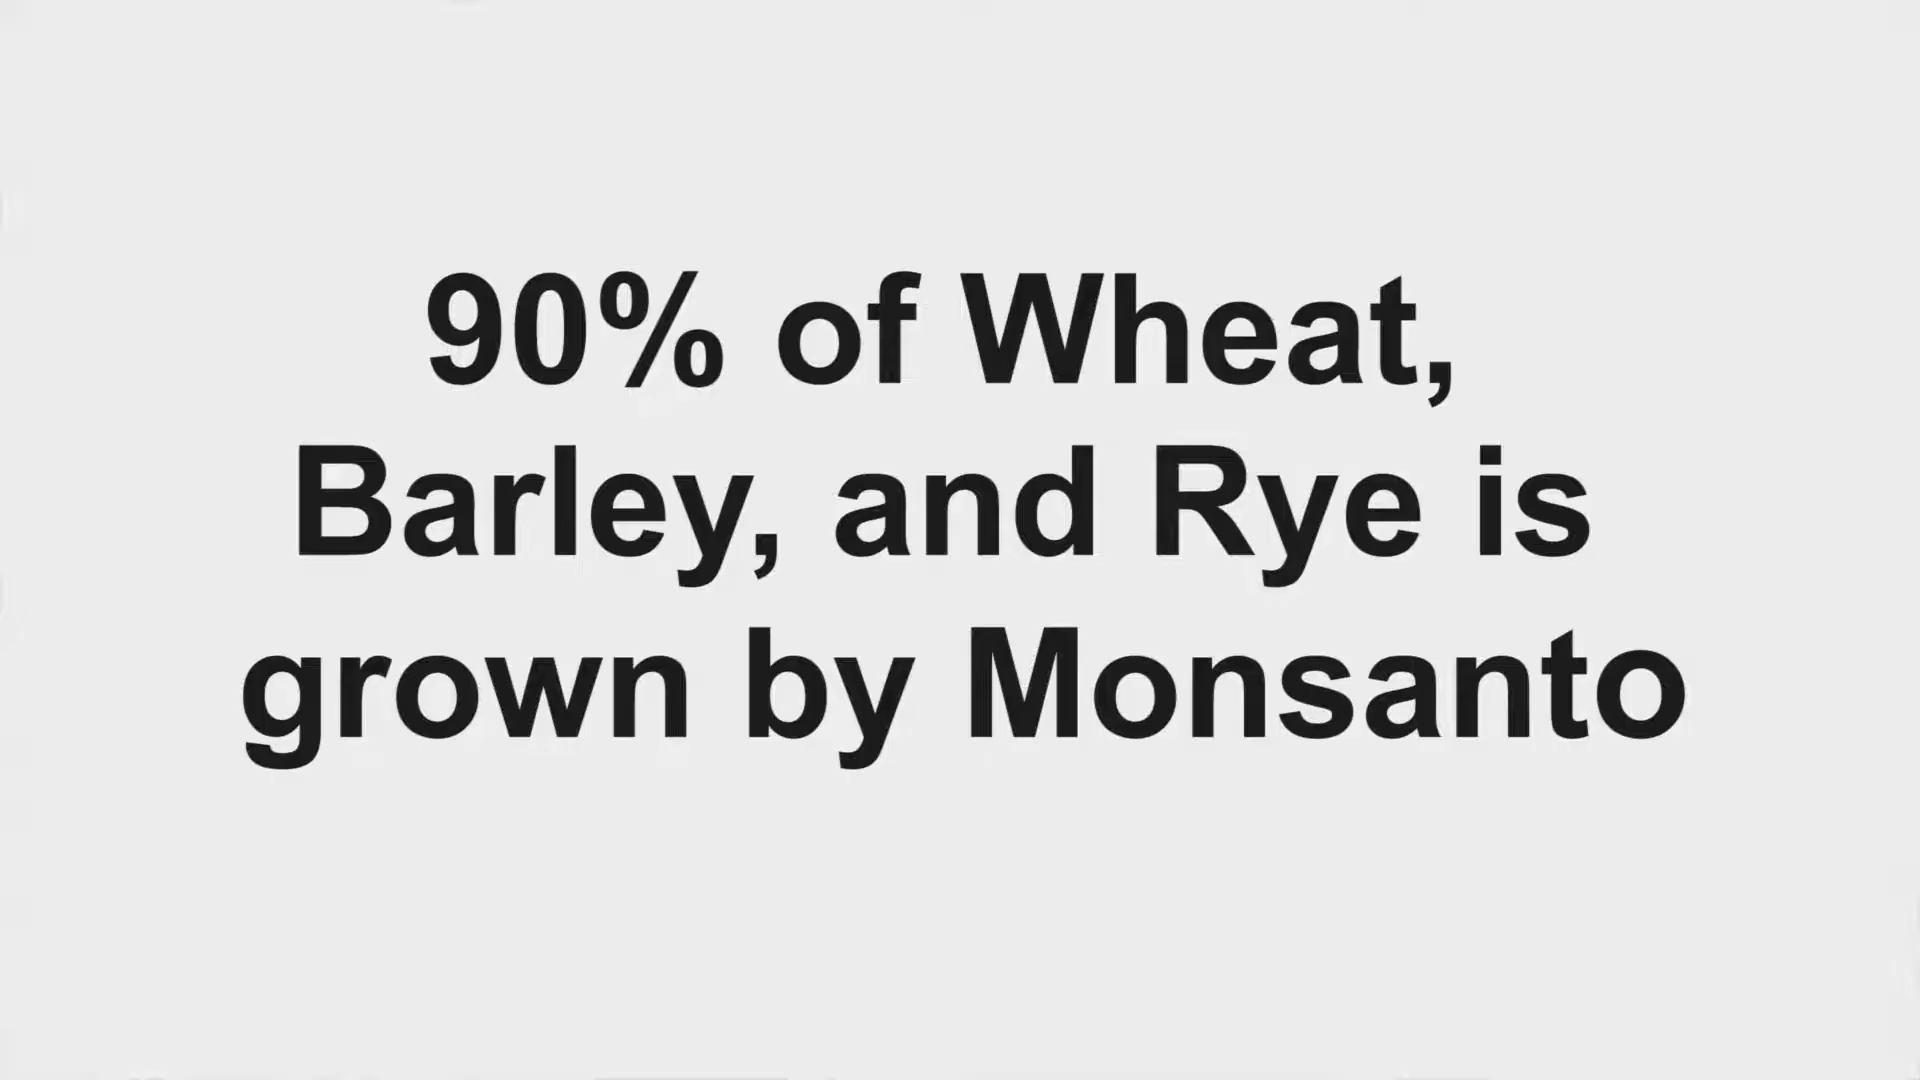 90% of Wheat,
Barley, and Rye is
grown by Monsanto